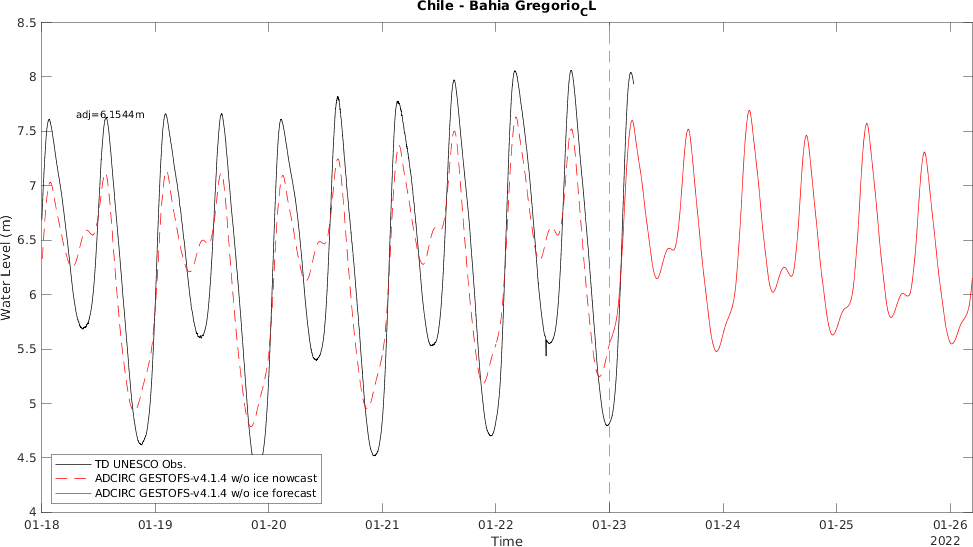 Chile - Bahia Gregorio_CL
8.5
8
7.5
7
6.5
6
5.5
5
4.5
4
Water Level (m)
adj=6.1544m
TD UNESCO Obs.
ADCIRC GESTOFS-v4.1.4 w/o ice nowcast
ADCIRC GESTOFS-v4.1.4 w/o ice forecast
01-18 01-19 01-20 01-21 01-22 01-23 01-24 01-25 01-26
Time
2022